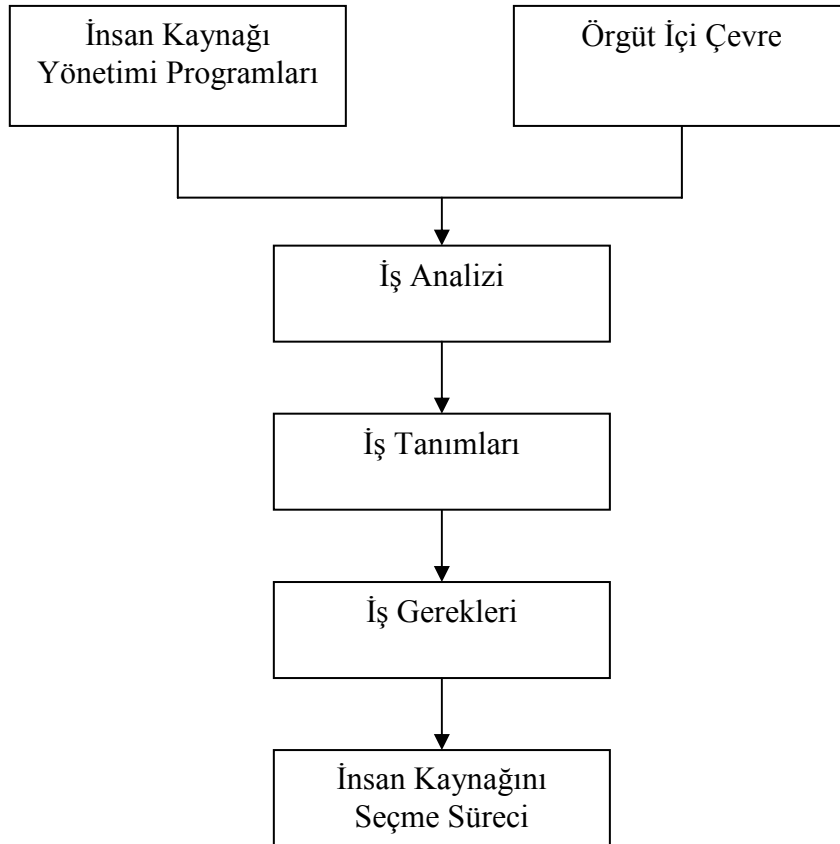 İnsan Kaynağı
Yönetimi Programları
Örgüt İçi Çevre
İş Analizi
İş Tanımları
İş Gerekleri
İnsan Kaynağını
Seçme Süreci